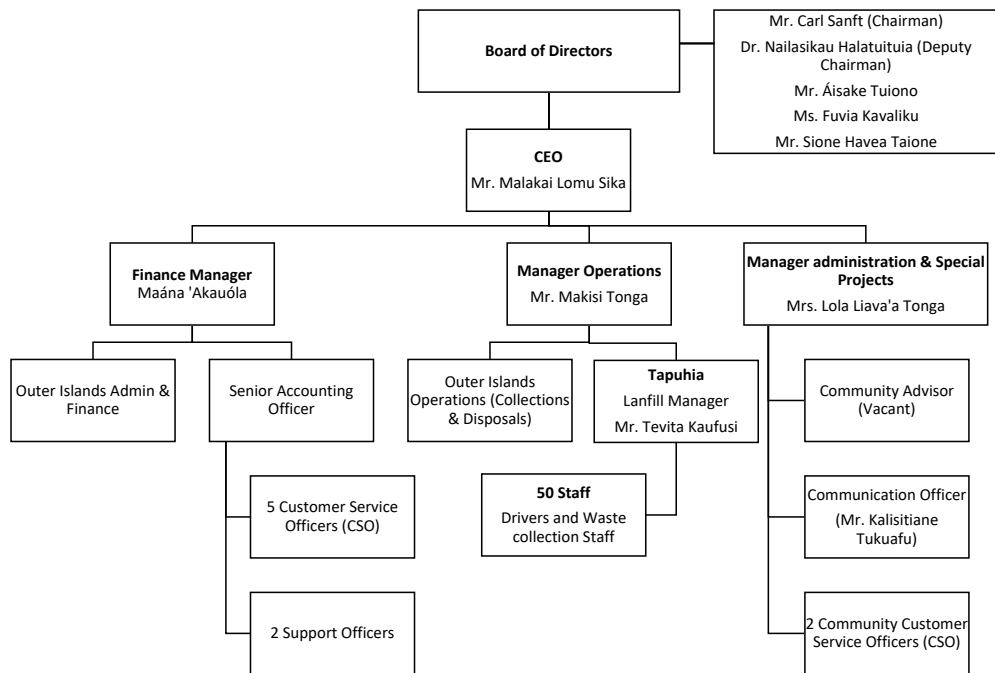 Board of Directors
Mr. Carl Sanft (Chairman)
Dr. Nailasikau Halatuituia (Deputy
Chairman)
Mr. Áisake Tuiono
Ms. Fuvia Kavaliku
Mr. Sione Havea Taione
CEO
Mr. Malakai Lomu Sika
Finance Manager
Maána 'Akauóla
Manager Operations
Mr. Makisi Tonga
Manager administration & Special
Projects
Mrs. Lola Liava'a Tonga
Outer Islands Admin &
Finance
Senior Accounting
Officer
Outer Islands
Operations (Collections
& Disposals)
Tapuhia
Lanfill Manager
Mr. Tevita Kaufusi
Community Advisor
(Vacant)
5 Customer Service
Officers (CSO)
50 Staff
Drivers and Waste
collection Staff
Communication Officer
(Mr. Kalisitiane
Tukuafu)
2 Support Officers
2 Community Customer
Service Officers (CSO)